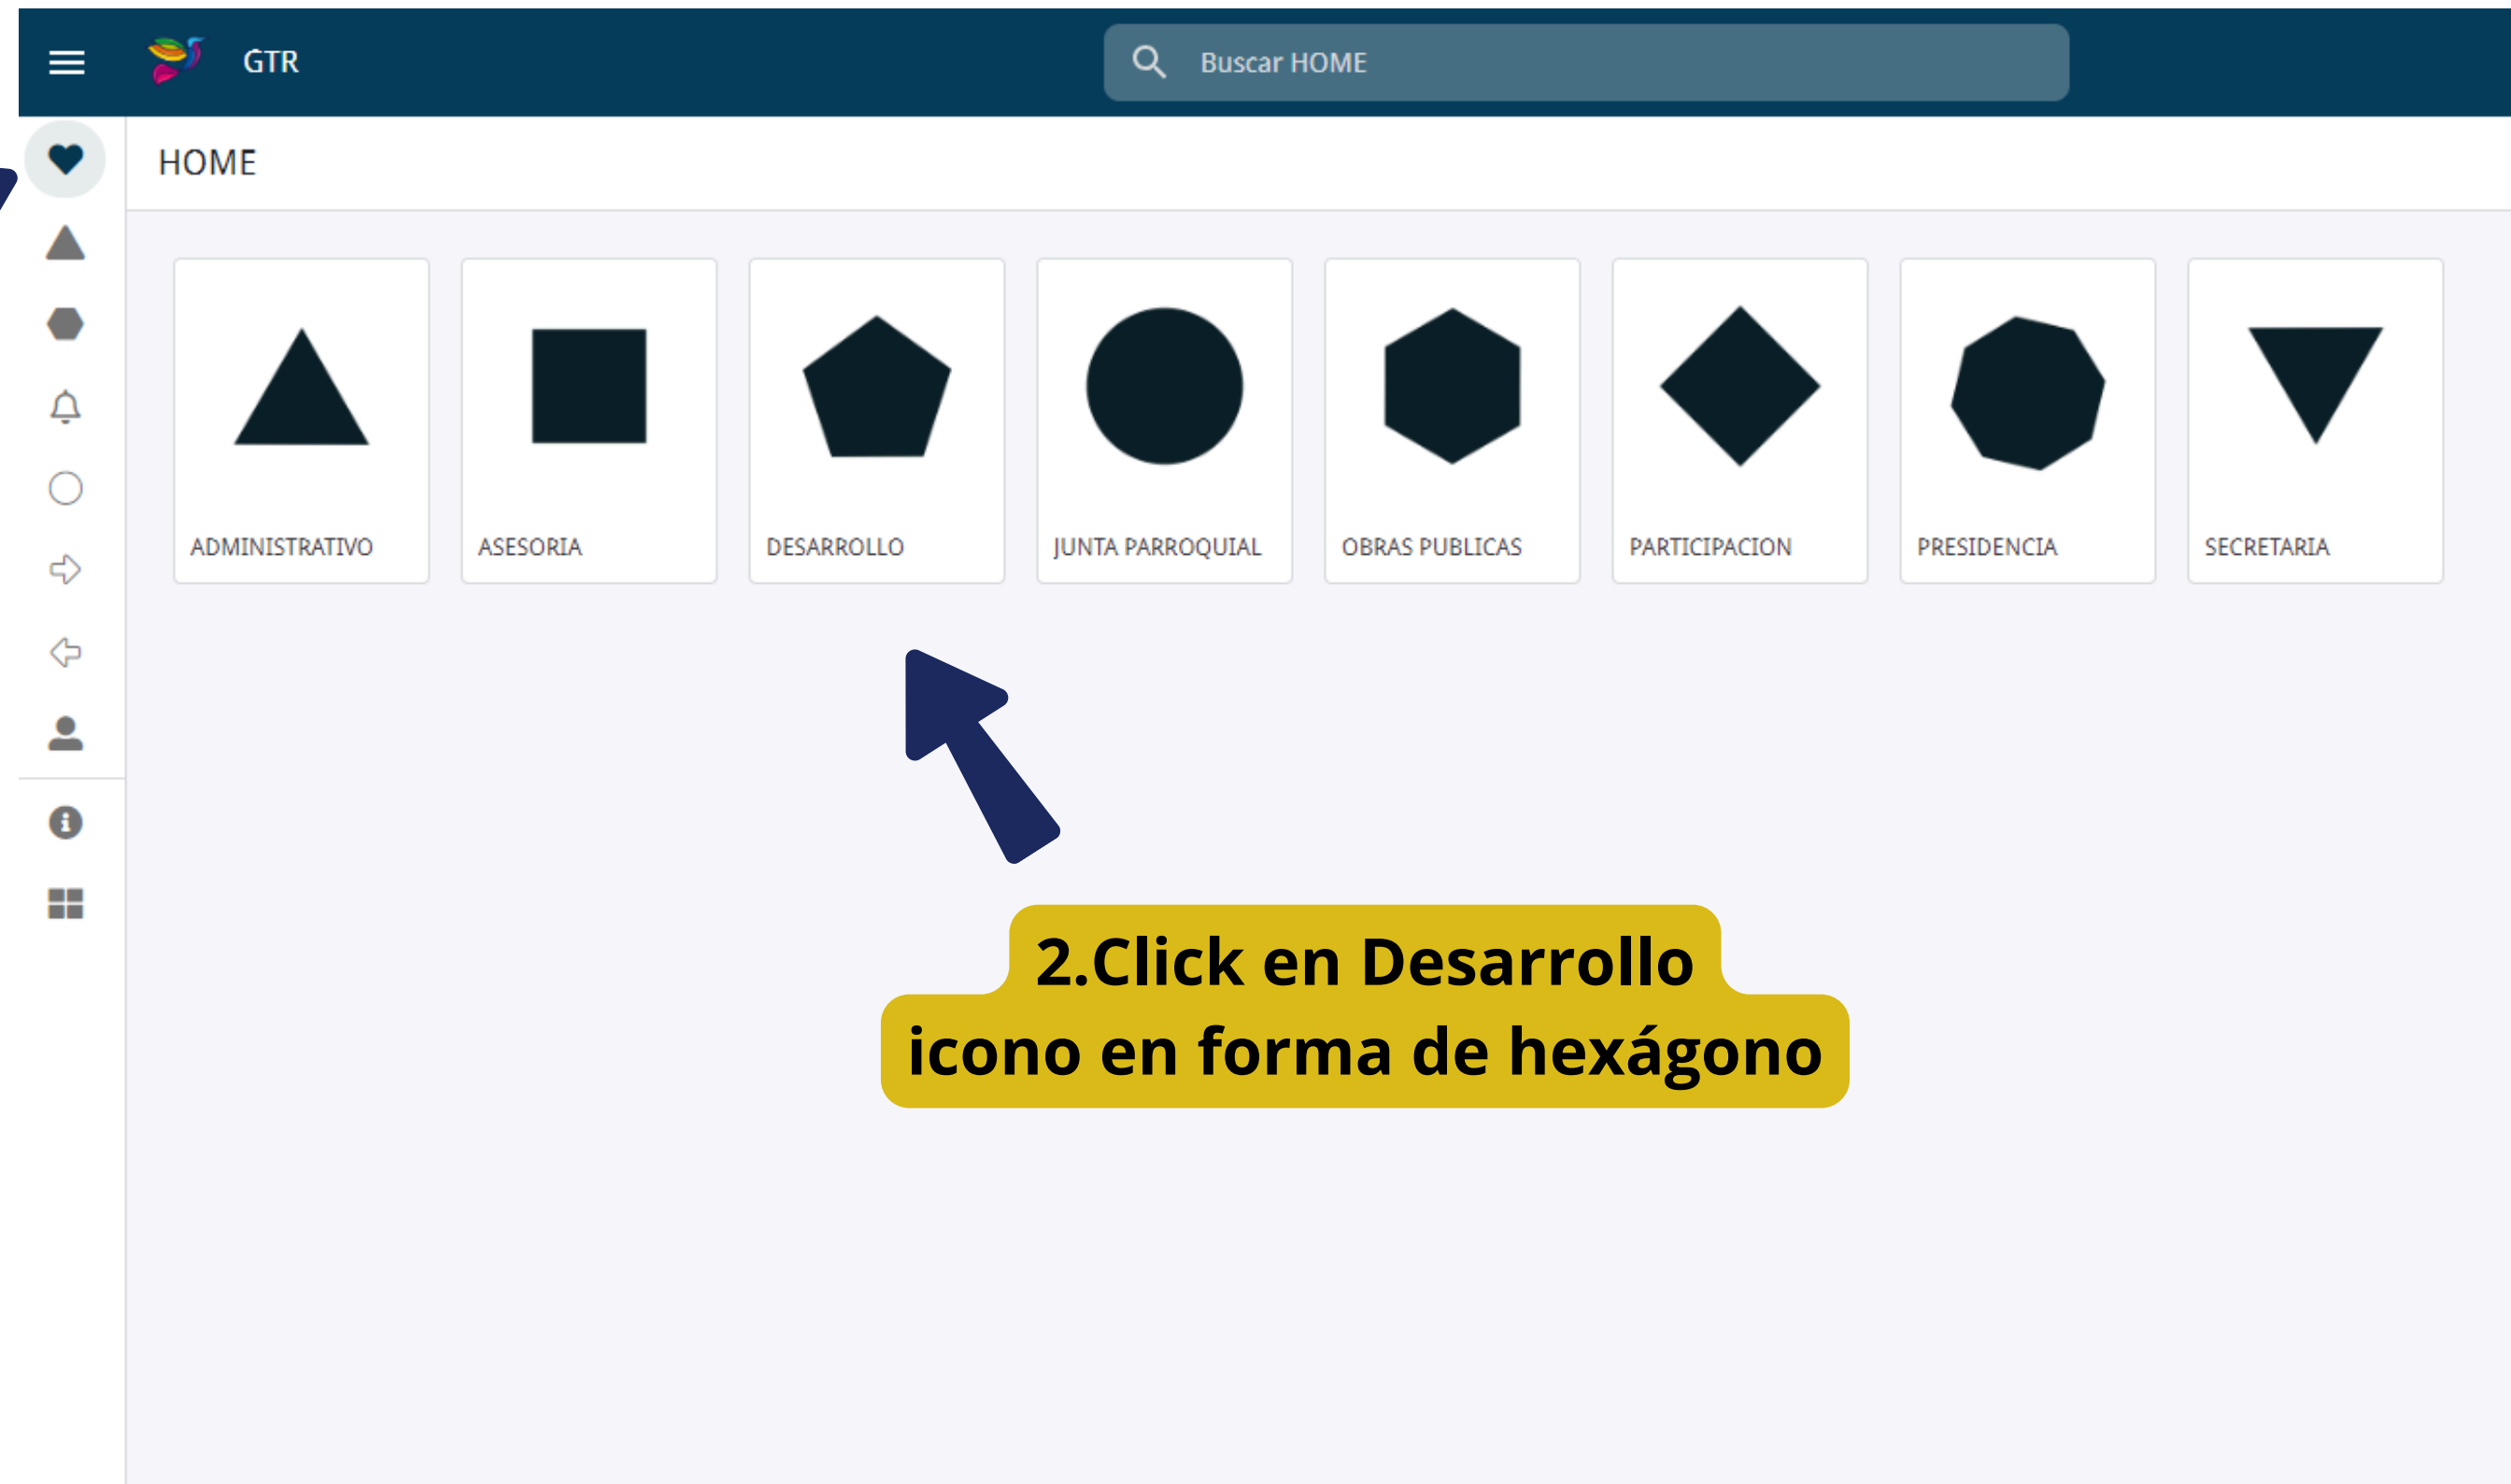 GTR
Buscar HOME
HOME
ADMINISTRATIVO
ASESORIA
DESARROLLO
JUNTA PARROQUIAL
OBRAS PUBLICAS
PARTICIPACION
PRESIDENCIA
SECRETARIA
2.Click en Desarrollo
icono en forma de hexágono